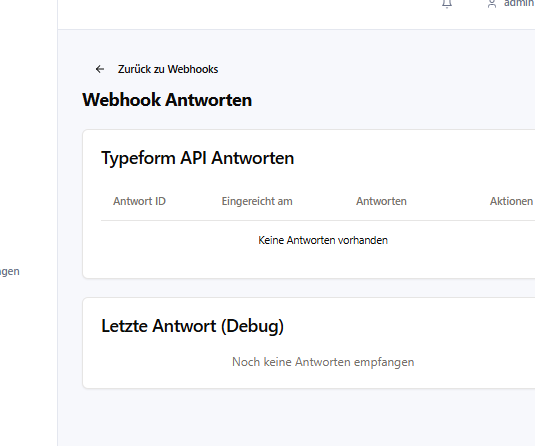 admin
Zurück zu Webhooks
Webhook Antworten
Typeform API Antworten
Antwort ID Eingereicht am Antworten Aktionen
Keine Antworten vorhanden
gen
Letzte Antwort (Debug)
Noch keine Antworten empfangen